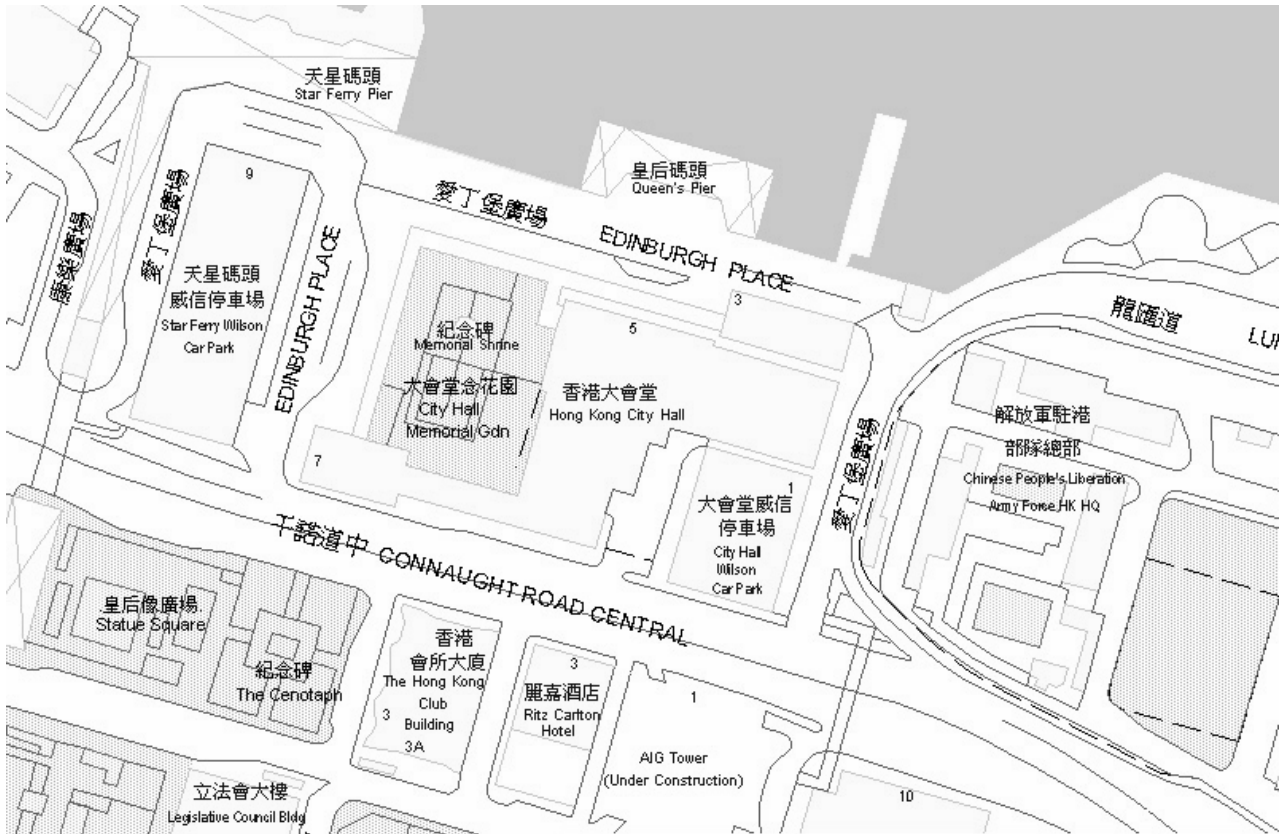 天星碼頭
Star Ferry Pier
皇后碼頭
Queen's Pier
9
愛丁堡廣場
愛丁堡廣場
EDINBURGH PLACE
康樂廣場
天星碼頭
威信停車場
Star Ferry Wilson
Car Park
EDINBURGH PLACE
3
5
龍匯道
紀念碑
Memorial Shrine
大會堂念花園
City Hall
Memorial Gdn
香港大會堂
Hong Kong City Hall
解放軍駐港
部隊總部
Chinese People's Liberation
Army Force HK HQ
愛丁堡廣場
7
1
大會堂威信
停車場
City Hall
Wilson
Car Park
干諾道中 CONNAUGHT ROAD CENTRAL
皇后像廣場
Statue Square
紀念碑
The Cenotaph
香港
會所大廈
The Hong Kong
Club
Building
3
3A
3
麗嘉酒店
Ritz Carlton
Hotel
1
AIG Tower
(Under Construction)
10
立法會大樓
Legislative Council Bldg